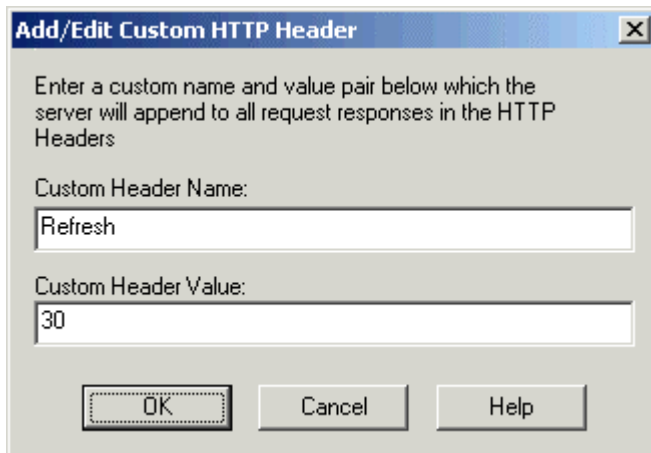 Add/Edit Custom HTTP Header
Enter a custom name and value pair below which the
server will append to all request responses in the HTTP
Headers
Custom Header Name:
Refresh
Custom Header Value:
30
OK Cancel Help